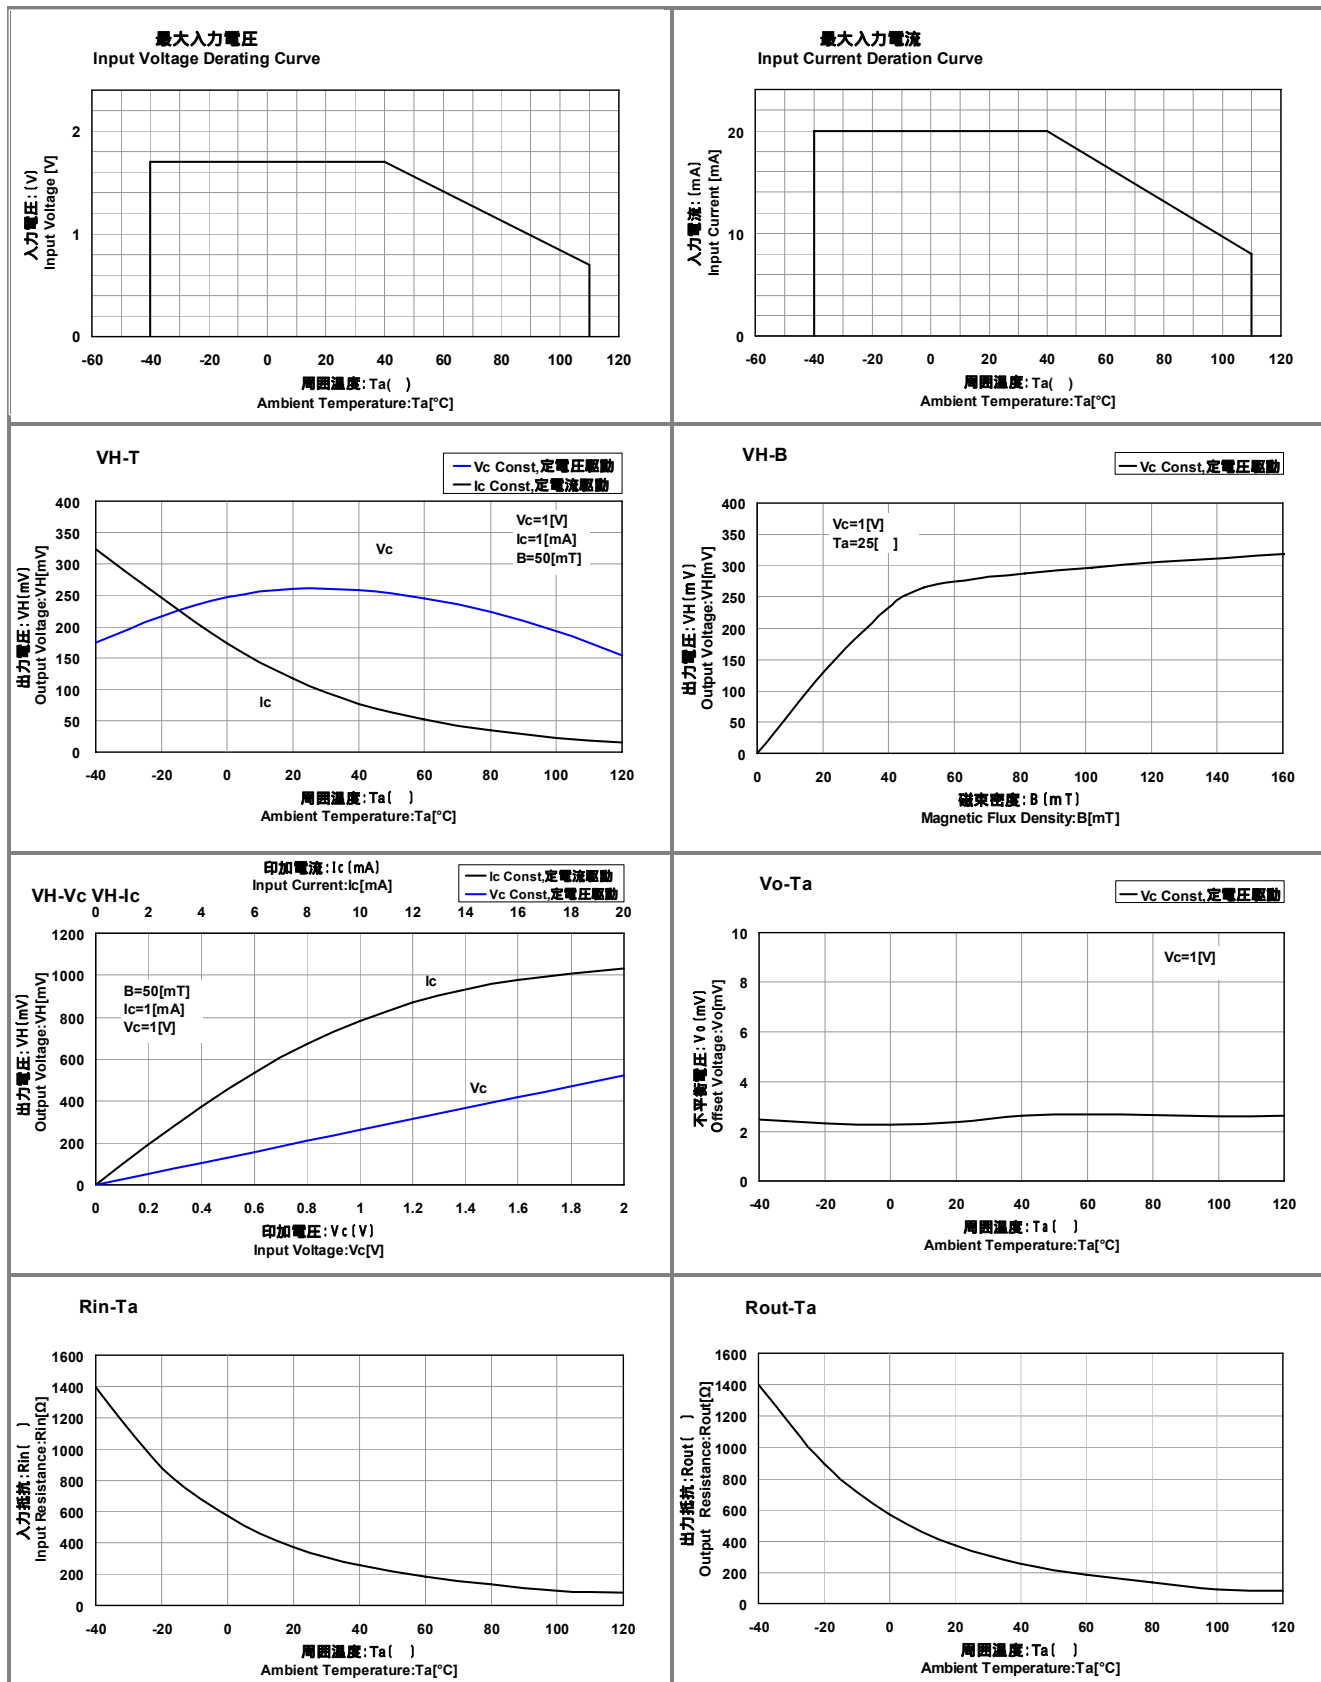 最大入力電圧
Input Voltage Derating Curve
2
1
0
入力電圧:(V)
Input Voltage [V]
-60 -40 -20 0 20 40 60 80 100 120
周囲温度:Ta( )
Ambient Temperature:Ta[°C]
最大入力電流
Input Current Deration Curve
20
10
0
入力電流:(mA)
Input Current [mA]
-60 -40 -20 0 20 40 60 80 100 120
周囲温度:Ta( )
Ambient Temperature:Ta[°C]
VH-T
Vc Const,定電圧駆動
Ic Const,定電流駆動
400
350
300
250
200
150
100
50
0
出力電圧:VH(mV)
Output Voltage:VH[mV]
Vc=1[V]
Ic=1[mA]
B=50[mT]
Vc
Ic
-40 -20 0 20 40 60 80 100 120
周囲温度:Ta( )
Ambient Temperature:Ta[°C]
VH-B
Vc Const,定電圧駆動
400
350
300
250
200
150
100
50
0
出力電圧:VH(mV)
Output Voltage:VH[mV]
Vc=1[V]
Ta=25[ ]
0 20 40 60 80 100 120 140 160
磁束密度:B(mT)
Magnetic Flux Density:B[mT]
VH-Vc VH-Ic
印加電流:Ic(mA)
Input Current:Ic[mA]
Ic Const,定電流駆動
Vc Const,定電圧駆動
0 2 4 6 8 10 12 14 16 18 20
1200
1000
800
600
400
200
0
出力電圧:VH(mV)
Output Voltage:VH[mV]
B=50[mT]
Ic=1[mA]
Vc=1[V]
Ic
Vc
0 0.2 0.4 0.6 0.8 1 1.2 1.4 1.6 1.8 2
印加電圧:Vc(V)
Input Voltage:Vc[V]
Vo-Ta
Vc Const,定電圧駆動
10
8
6
4
2
0
不平衡電圧:Vo(mV)
Offset Voltage:Vo[mV]
Vc=1[V]
-40 -20 0 20 40 60 80 100 120
周囲温度:Ta( )
Ambient Temperature:Ta[°C]
Rin-Ta
1600
1400
1200
1000
800
600
400
200
0
入力抵抗:Rin( )
Input Resistance:Rin[Ω]
-40 -20 0 20 40 60 80 100 120
周囲温度:Ta( )
Ambient Temperature:Ta[°C]
Rout-Ta
1600
1400
1200
1000
800
600
400
200
0
出力抵抗:Rout( )
Output Resistance:Rout[Ω]
-40 -20 0 20 40 60 80 100 120
周囲温度:Ta( )
Ambient Temperature:Ta[°C]